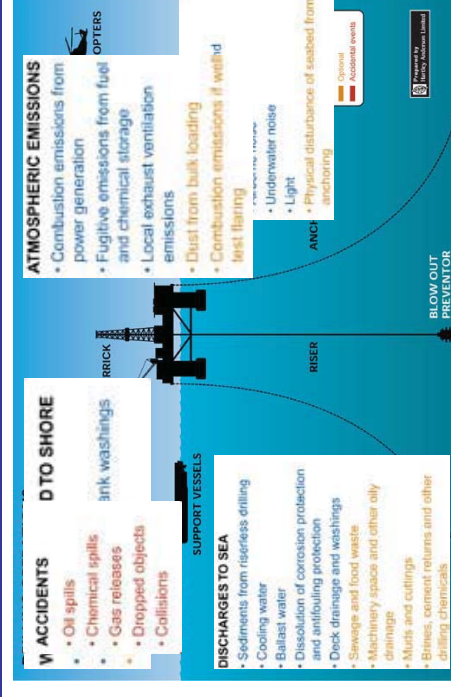 ACCIDENTS
• Oil spills
• Chemical spills
• Gas releases
• Dropped objects
• Collisions
D TO SHORE
ank washings
RRICK
OPTERS
ATMOSPHERIC EMISSIONS
• Combustion emissions from
power generation
• Fugitive emissions from fuel
and chemical storage
• Local exhaust ventilation
emissions
• Dust from bulk loading
• Combustion emissions if wellnd
test flaring
• Underwater noise
• Light
• Physical disturbance of seabed from
anchoring
Optional
Accidental events
Prepared by
Hartley Anderson Limited
SUPPORT VESSELS
RISER
ANCH
BLOW OUT
PREVENTOR
DISCHARGES TO SEA
• Sediments from riserless drilling
• Cooling water
• Ballast water
• Dissolution of corrosion protection
and antifouling protection
• Deck drainage and washings
• Sewage and food waste
• Machinery space and other oily
drainage
• Muds and cuttings
• Brines, cement returns and other
drilling chemicals